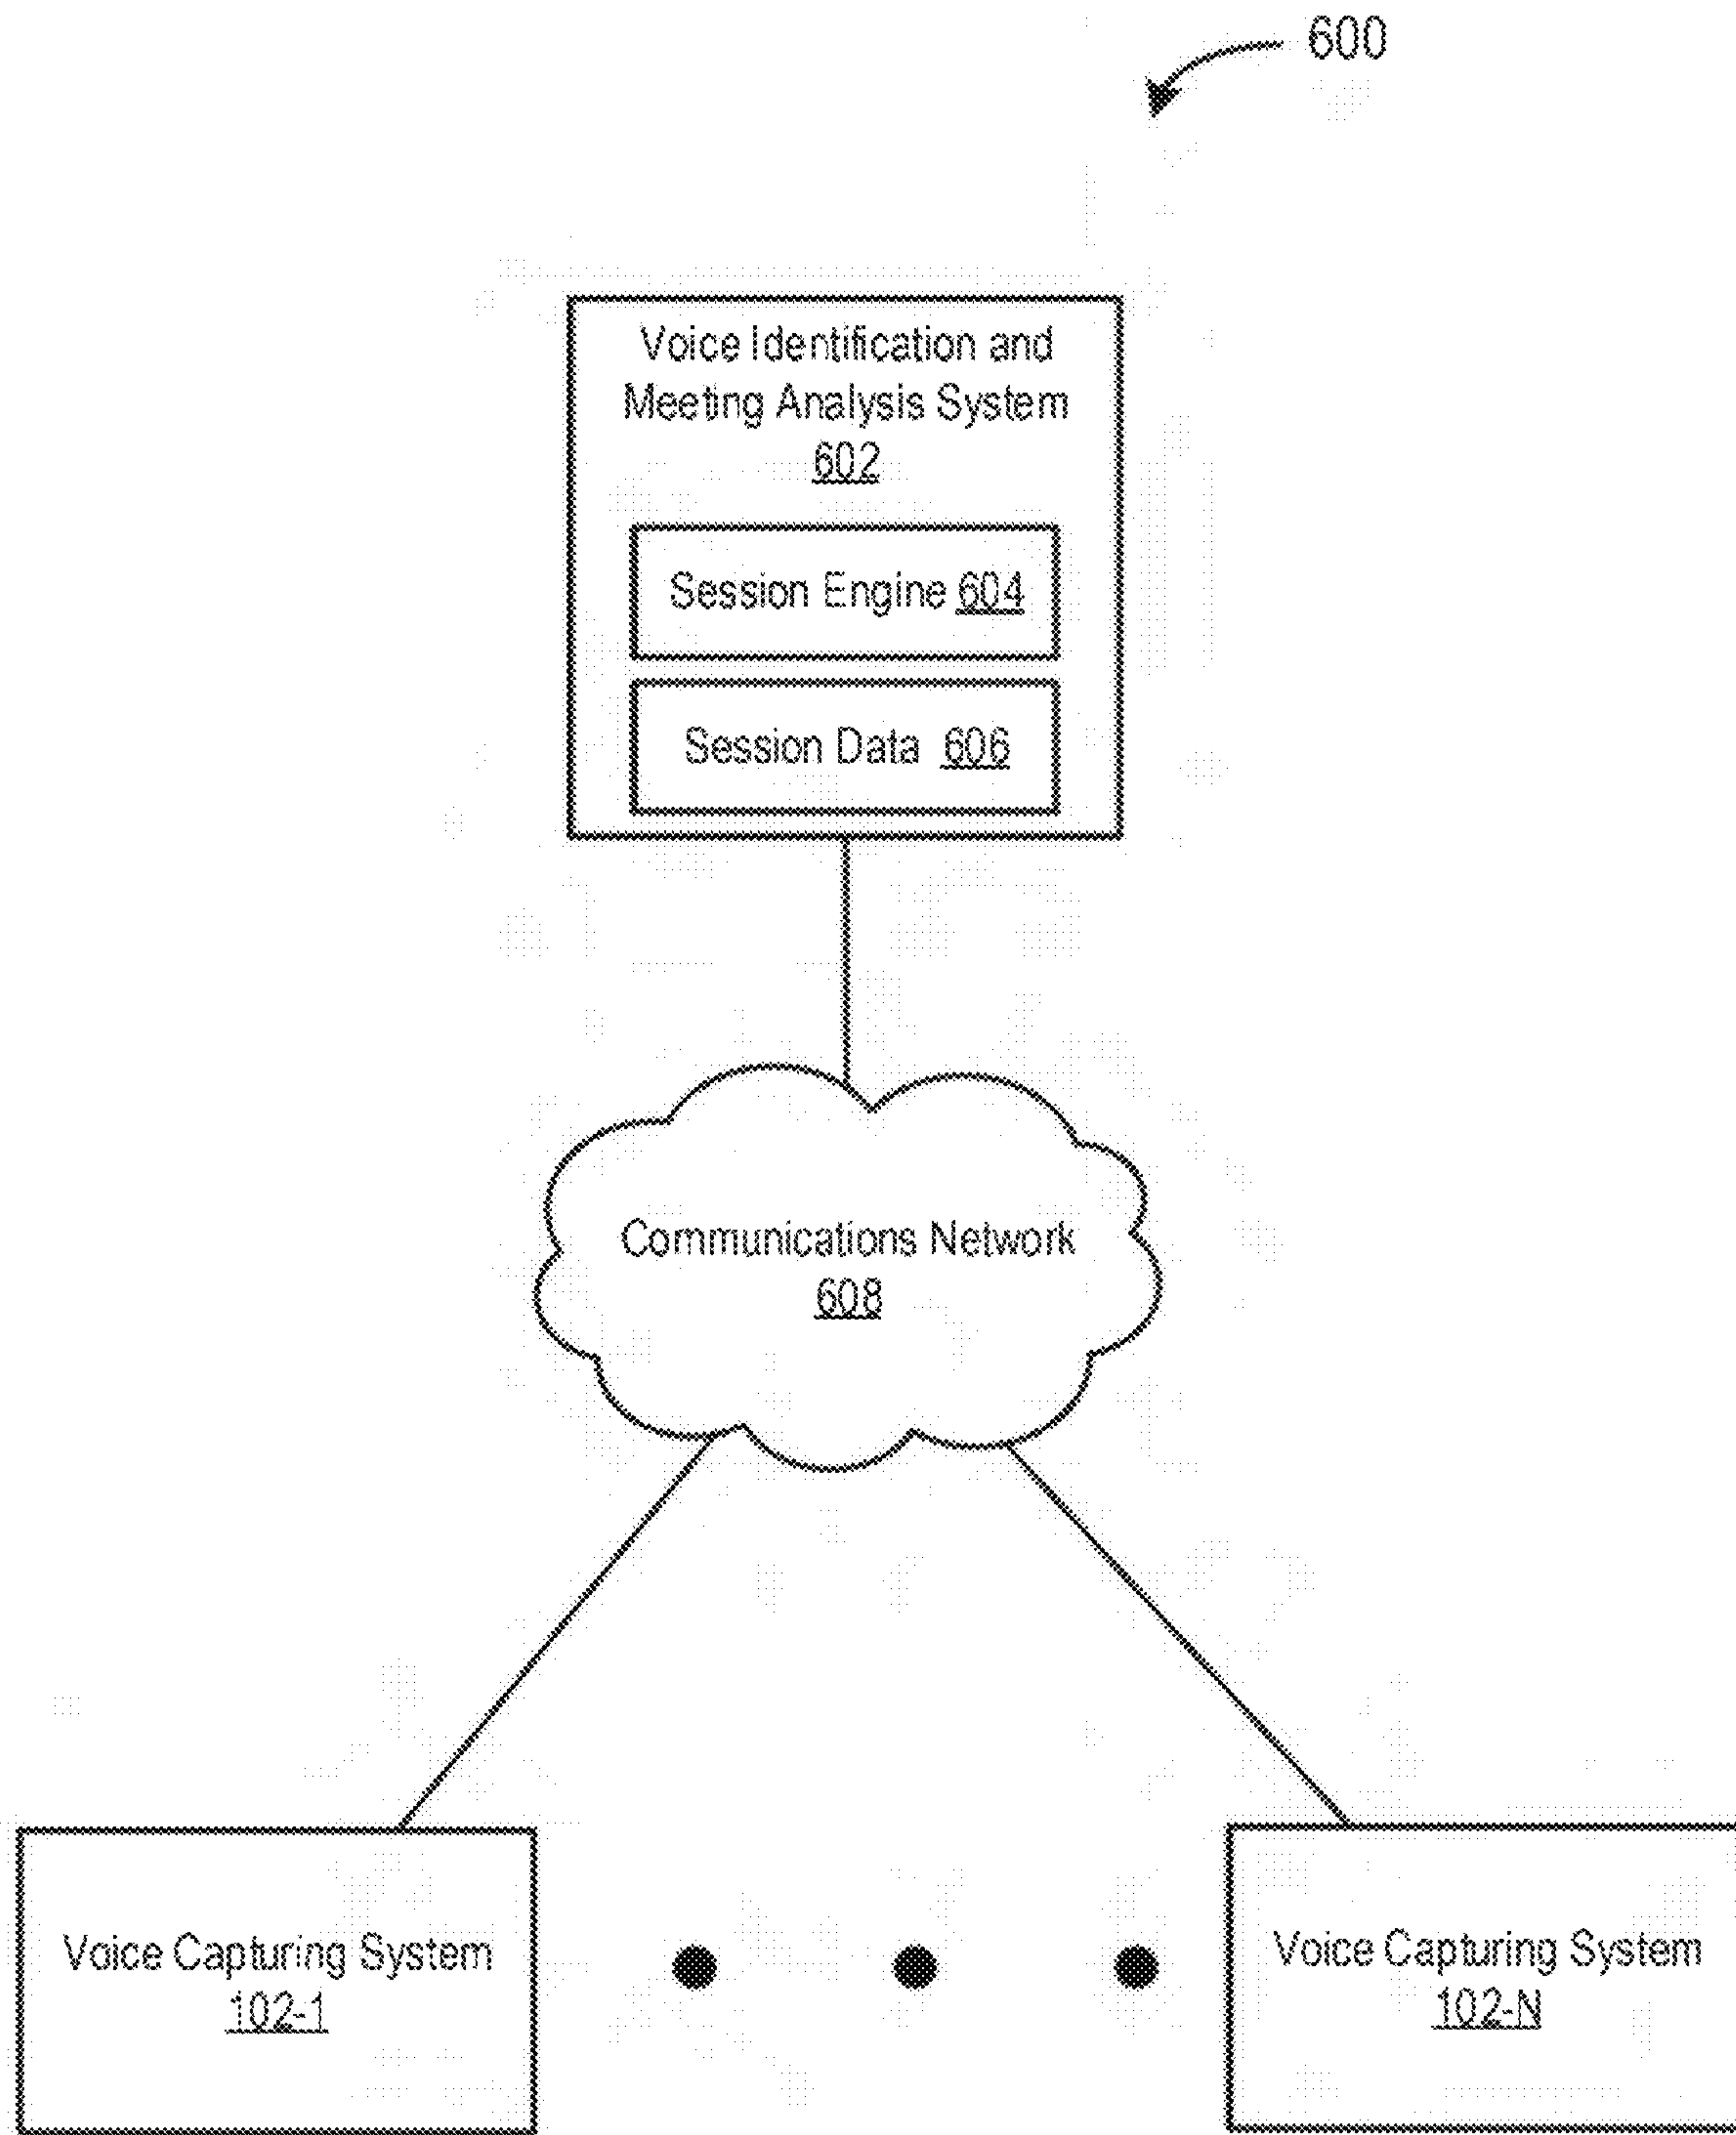 600
Voice Identification and
Meeting Analysis System
602
Session Engine 604
Session Data 606
Communications Network
608
Voice Capturing System
102-1
Voice Capturing System
102-N